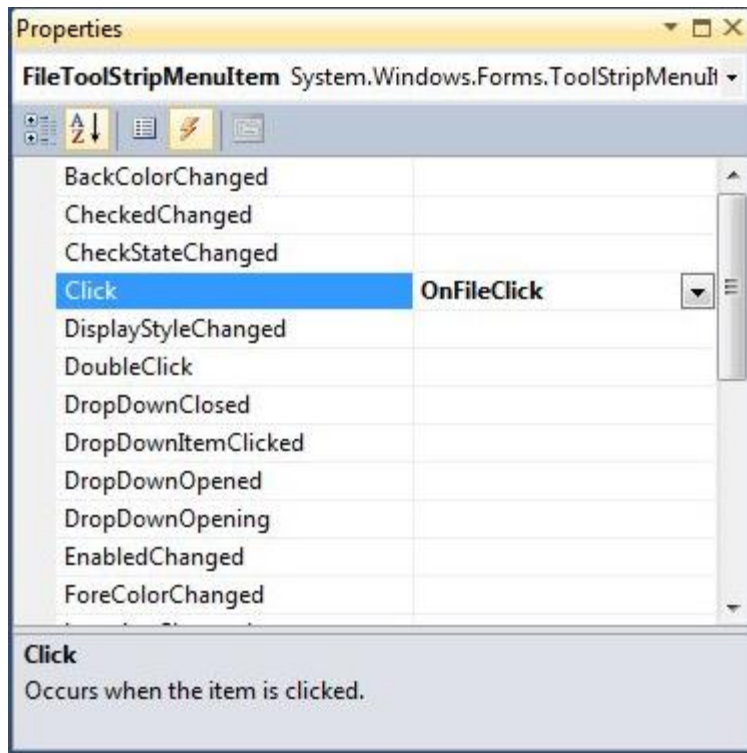 Properties
FileToolStripMenuItem System.Windows.Forms.ToolStripMenuIt
A
Z
BackColorChanged
CheckedChanged
CheckStateChanged
Click OnFileClick
DisplayStyleChanged
DoubleClick
DropDownClosed
DropDownItemClicked
DropDownOpened
DropDownOpening
EnabledChanged
ForeColorChanged
Click
Occurs when the item is clicked.